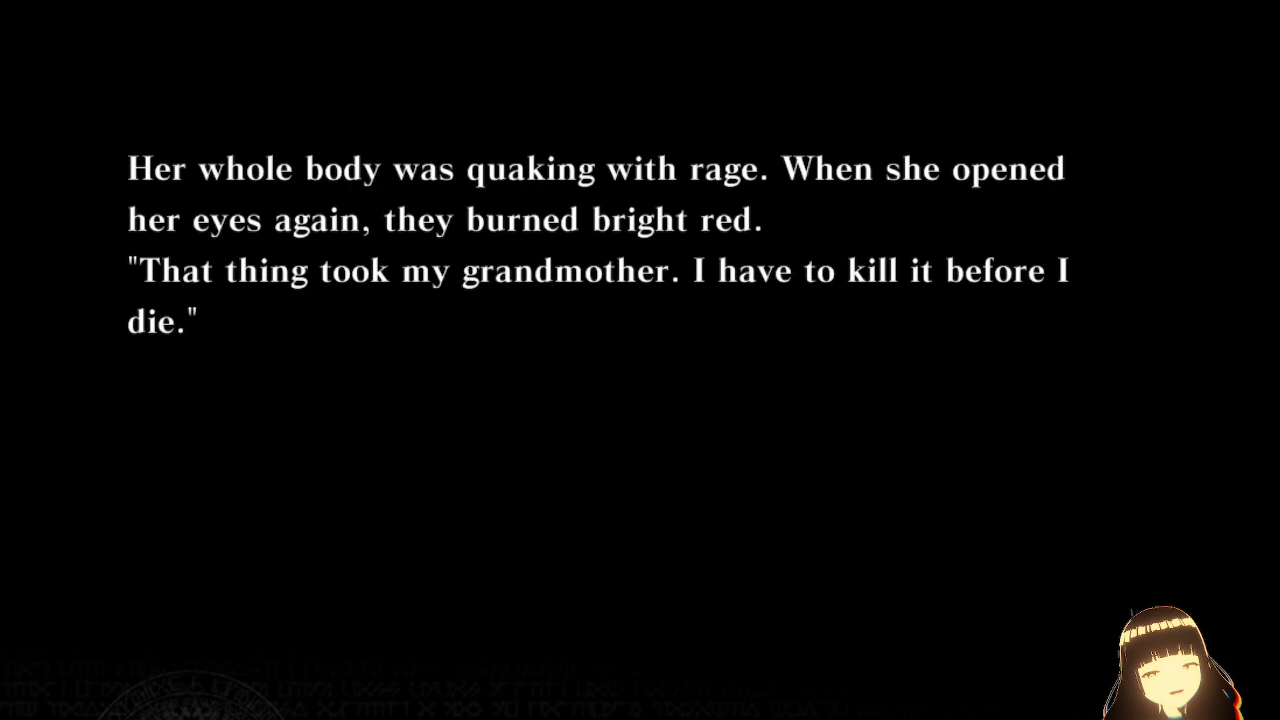 Her whole body was quaking with rage. When she opened
her eyes again, they burned bright red.
"That thing took my grandmother. I have to kill it before I
die."